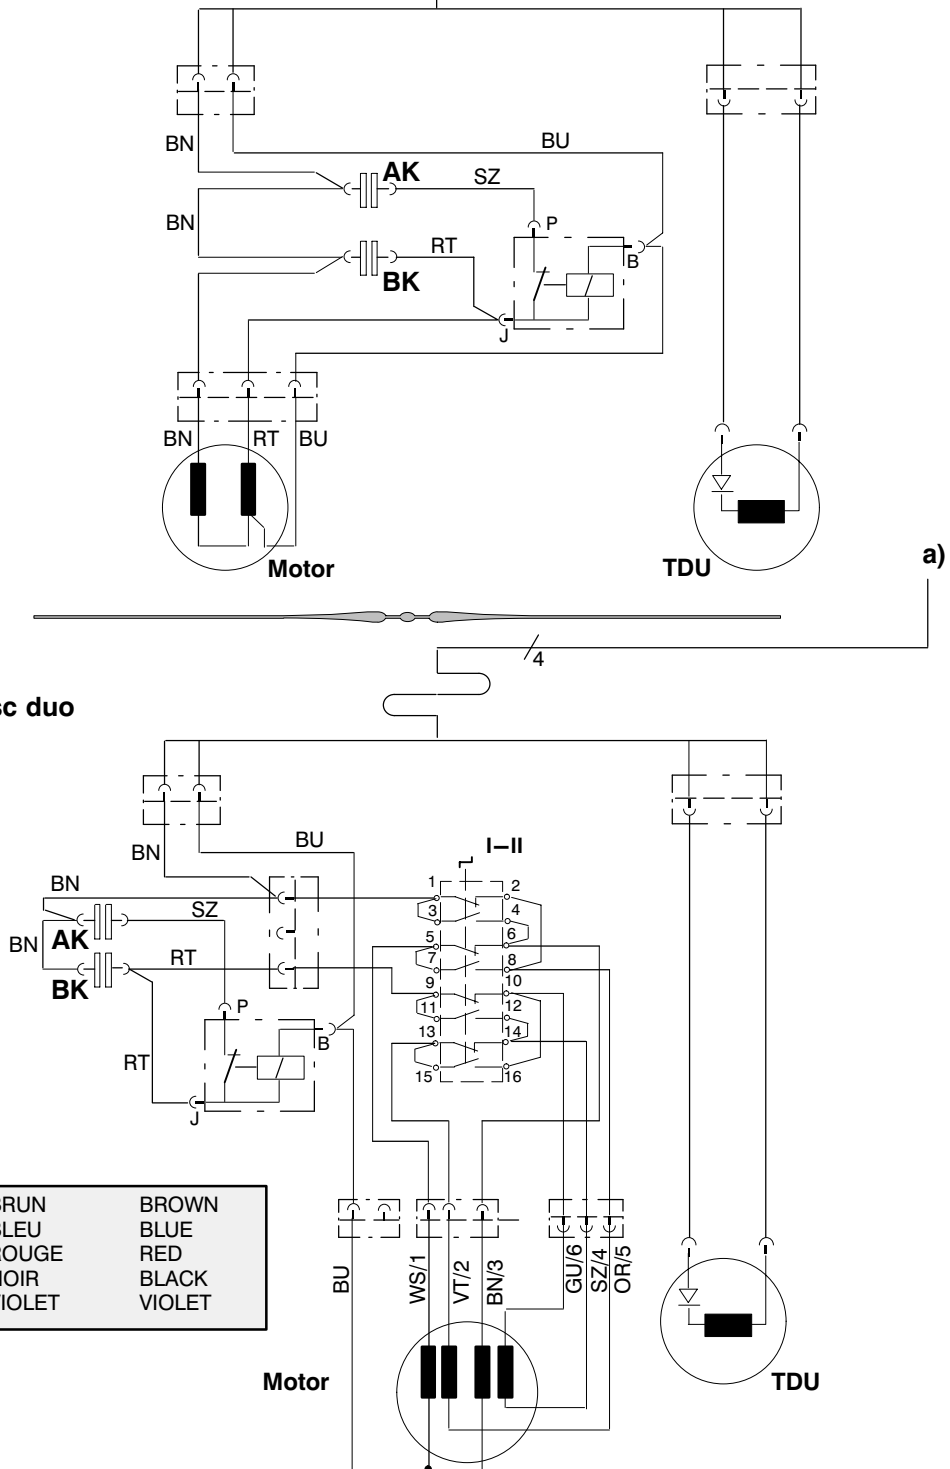 BN
BU
AK
SZ
P
BN
RT
B
BK
J
BN RT BU
Motor
TDU
a)
4
sc duo
BU
BN
I–II
BN
1 2
SZ
3 4
AK
BN
5 6
RT
7 8
BK
9 10
P
11 12
B
13 14
RT
15 16
J
BRUN BROWN
BLEU BLUE
ROUGE RED
NOIR BLACK
VIOLET VIOLET
BU
WS/1
VT/2
BN/3
GU/6
SZ/4
OR/5
Motor
TDU